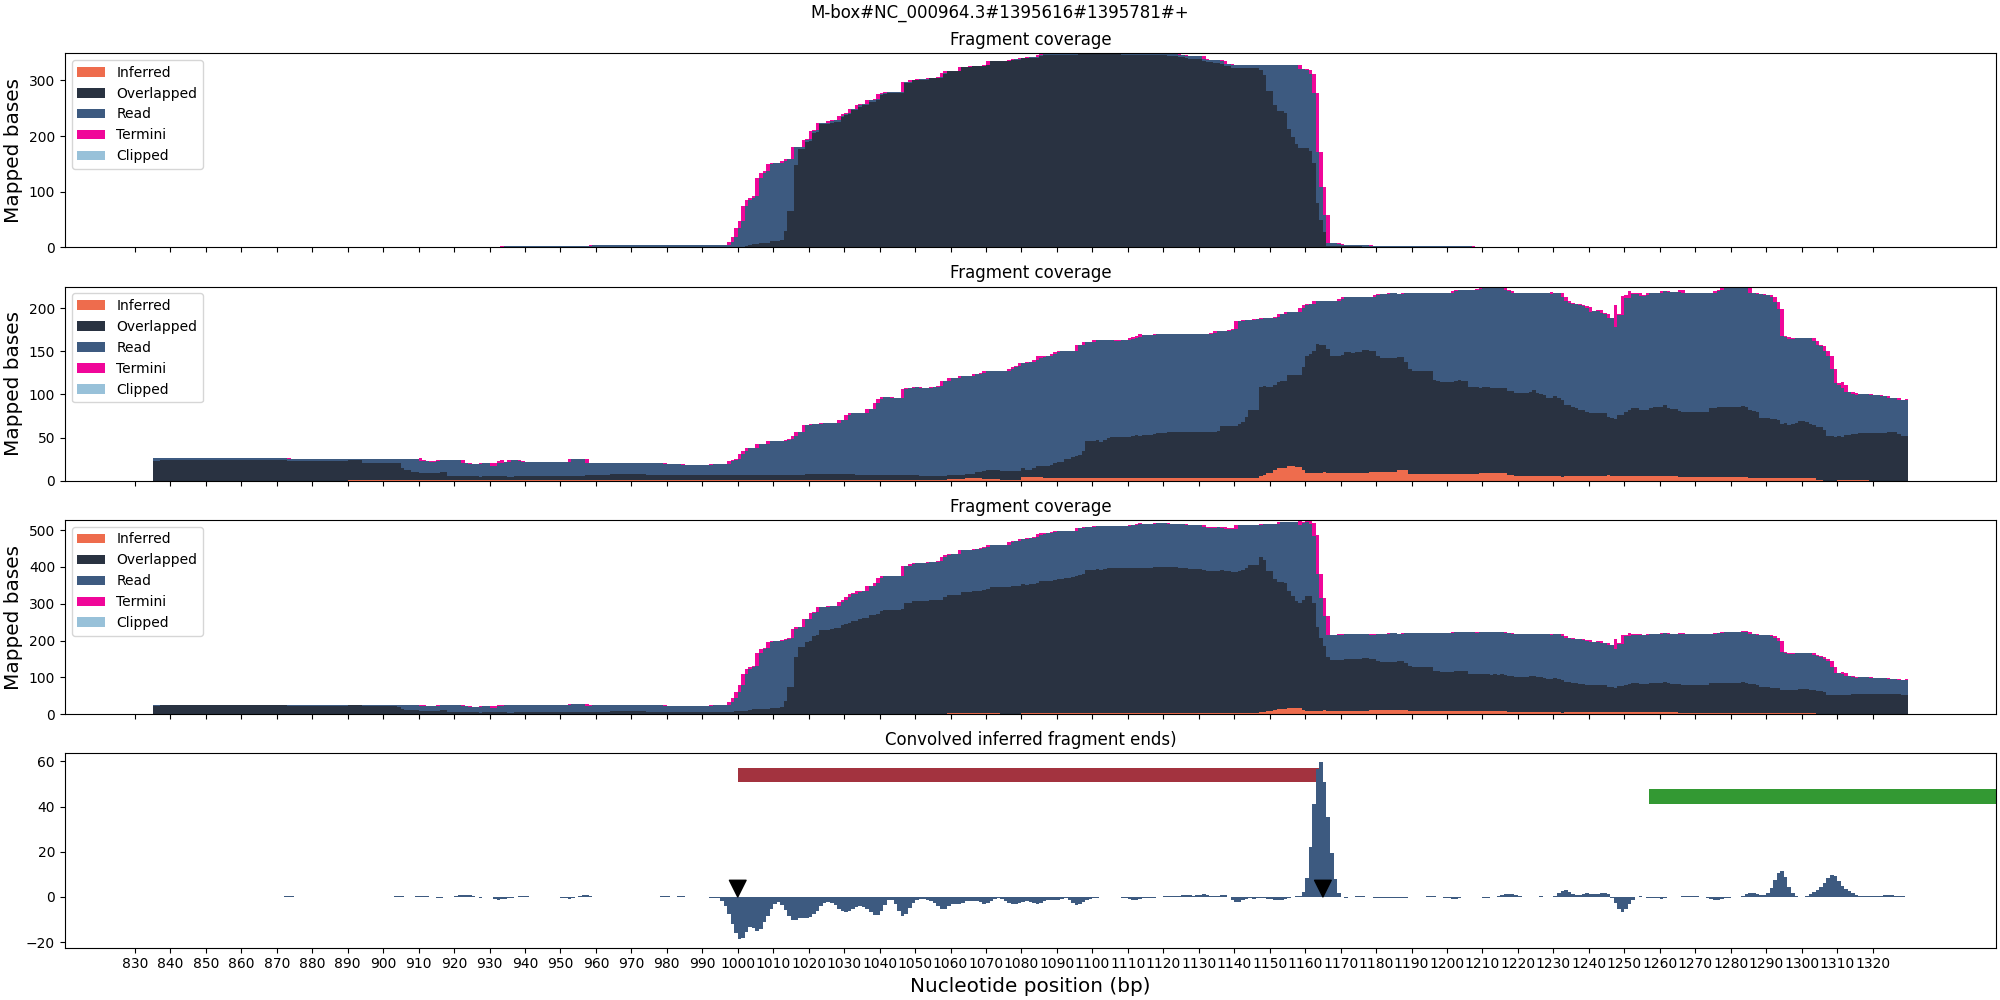 M-box#NC_000964.3#1395616#1395781#+
Fragment coverage
Mapped bases
300
200
100
0
Inferred
Overlapped
Read
Termini
Clipped
Fragment coverage
Mapped bases
200
150
100
50
0
Inferred
Overlapped
Read
Termini
Clipped
Fragment coverage
Mapped bases
500
400
300
200
100
0
Inferred
Overlapped
Read
Termini
Clipped
Convolved inferred fragment ends)
60
40
20
0
−20
830 840 850 860 870 880 890 900 910 920 930 940 950 960 970 980 990 1000 1010 1020 1030 1040 1050 1060 1070 1080 1090 1100 1110 1120 1130 1140 1150 1160 1170 1180 1190 1200 1210 1220 1230 1240 1250 1260 1270 1280 1290 1300 1310 1320
Nucleotide position (bp)